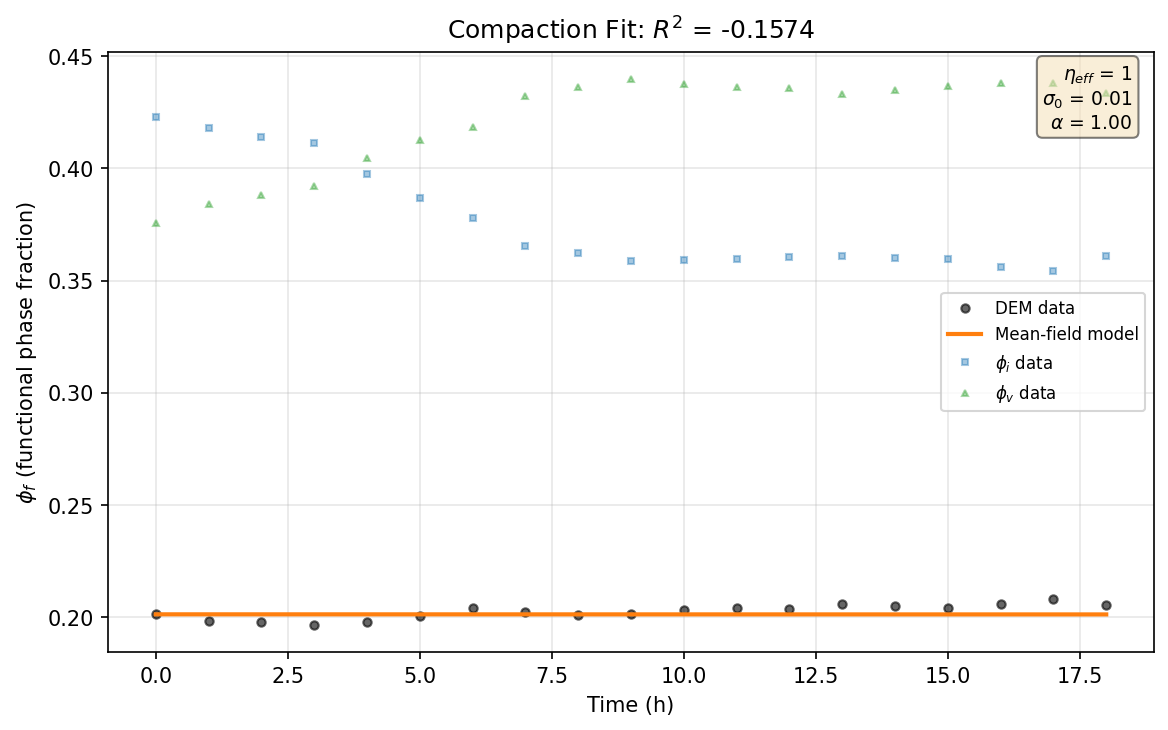 Compaction Fit: R² = -0.1574
η_eff = 1
σ₀ = 0.01
α = 1.00
DEM data
Mean-field model
ϕᵢ data
ϕᵥ data
ϕ_f (functional phase fraction)
0.45
0.40
0.35
0.30
0.25
0.20
0.0 2.5 5.0 7.5 10.0 12.5 15.0 17.5
Time (h)